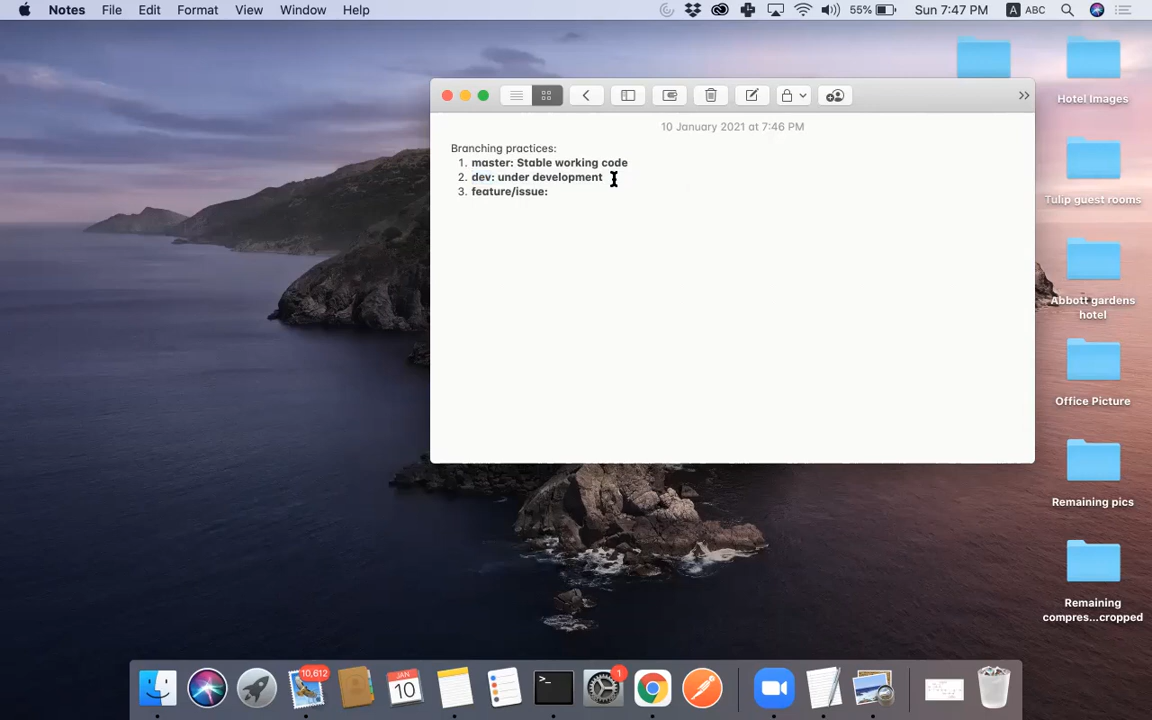 Notes File Edit Format View Window Help 55% Sun 7:47 PM A ABC
10 January 2021 at 7:46 PM
Branching practices:
1. master: Stable working code
2. dev: under development
3. feature/issue:
Hotel Images
Tulip guest rooms
Abbott gardens
hotel
Office Picture
Remaining pics
Remaining
compres...cropped
10,612
JAN
10
>_
1